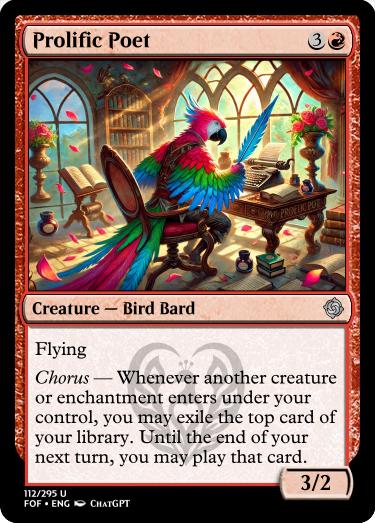 Prolific Poet 3
PROLIFIC POE
Creature — Bird Bard
Flying
Chorus — Whenever another creature
or enchantment enters under your
control, you may exile the top card of
your library. Until the end of your
next turn, you may play that card.
3/2
112/295 U
FOF • ENG ChatGPT